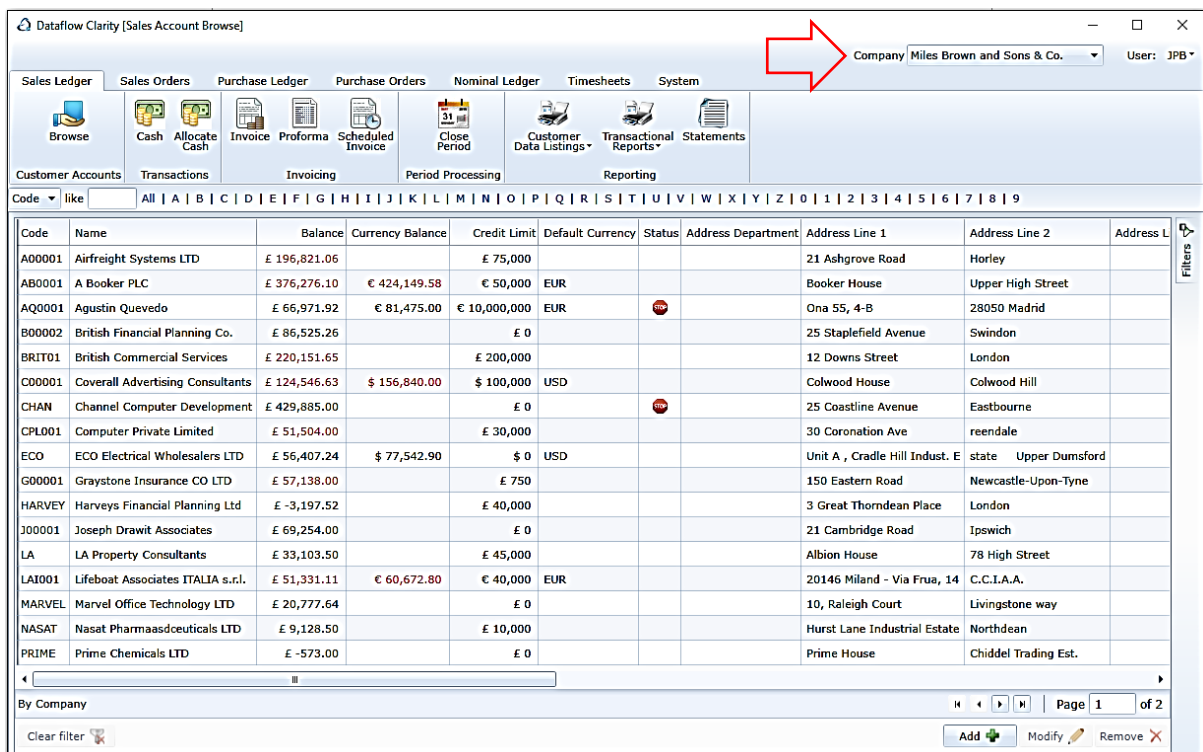 Dataflow Clarity [Sales Account Browse]
Company Miles Brown and Sons & Co. User: JPB
Sales Ledger Sales Orders Purchase Ledger Purchase Orders Nominal Ledger Timesheets System
Browse Cash Allocate Cash Invoice Proforma Scheduled Invoice Close Period Customer Data Listings Transactional Reports Statements
Customer Accounts Transactions Invoicing Period Processing Reporting
Code like All | A | B | C | D | E | F | G | H | I | J | K | L | M | N | O | P | Q | R | S | T | U | V | W | X | Y | Z | 0 | 1 | 2 | 3 | 4 | 5 | 6 | 7 | 8 | 9
Code Name Balance Currency Balance Credit Limit Default Currency Status Address Department Address Line 1 Address Line 2 Address L
Filters
A00001 Airfreight Systems LTD £ 196,821.06 £ 75,000 21 Ashgrove Road Horley
AB0001 A Booker PLC £ 376,276.10 € 424,149.58 € 50,000 EUR Booker House Upper High Street
AQ0001 Agustin Quevedo £ 66,971.92 € 81,475.00 € 10,000,000 EUR STOP Ona 55, 4-B 28050 Madrid
B00002 British Financial Planning Co. £ 86,525.26 £ 0 25 Staplefield Avenue Swindon
BRIT01 British Commercial Services £ 220,151.65 £ 200,000 12 Downs Street London
C00001 Coverall Advertising Consultants £ 124,546.63 $ 156,840.00 $ 100,000 USD Colwood House Colwood Hill
CHAN Channel Computer Development £ 429,885.00 £ 0 STOP 25 Coastline Avenue Eastbourne
CPL001 Computer Private Limited £ 51,504.00 £ 30,000 30 Coronation Ave reendale
ECO ECO Electrical Wholesalers LTD £ 56,407.24 $ 77,542.90 $ 0 USD Unit A , Cradle Hill Indust. E state Upper Dumsford
G00001 Graystone Insurance CO LTD £ 57,138.00 £ 750 150 Eastern Road Newcastle-Upon-Tyne
HARVEY Harveys Financial Planning Ltd £ -3,197.52 £ 40,000 3 Great Thorndean Place London
J00001 Joseph Drawit Associates £ 69,254.00 £ 0 21 Cambridge Road Ipswich
LA LA Property Consultants £ 33,103.50 £ 45,000 Albion House 78 High Street
LAI001 Lifeboat Associates ITALIA s.r.l. £ 51,331.11 € 60,672.80 € 40,000 EUR 20146 Miland - Via Frua, 14 C.C.I.A.A.
MARVEL Marvel Office Technology LTD £ 20,777.64 £ 0 10, Raleigh Court Livingstone way
NASAT Nasat Pharmaasdceuticals LTD £ 9,128.50 £ 10,000 Hurst Lane Industrial Estate Northdean
PRIME Prime Chemicals LTD £ -573.00 £ 0 Prime House Chiddel Trading Est.
By Company Page 1 of 2
Clear filter Add Modify Remove